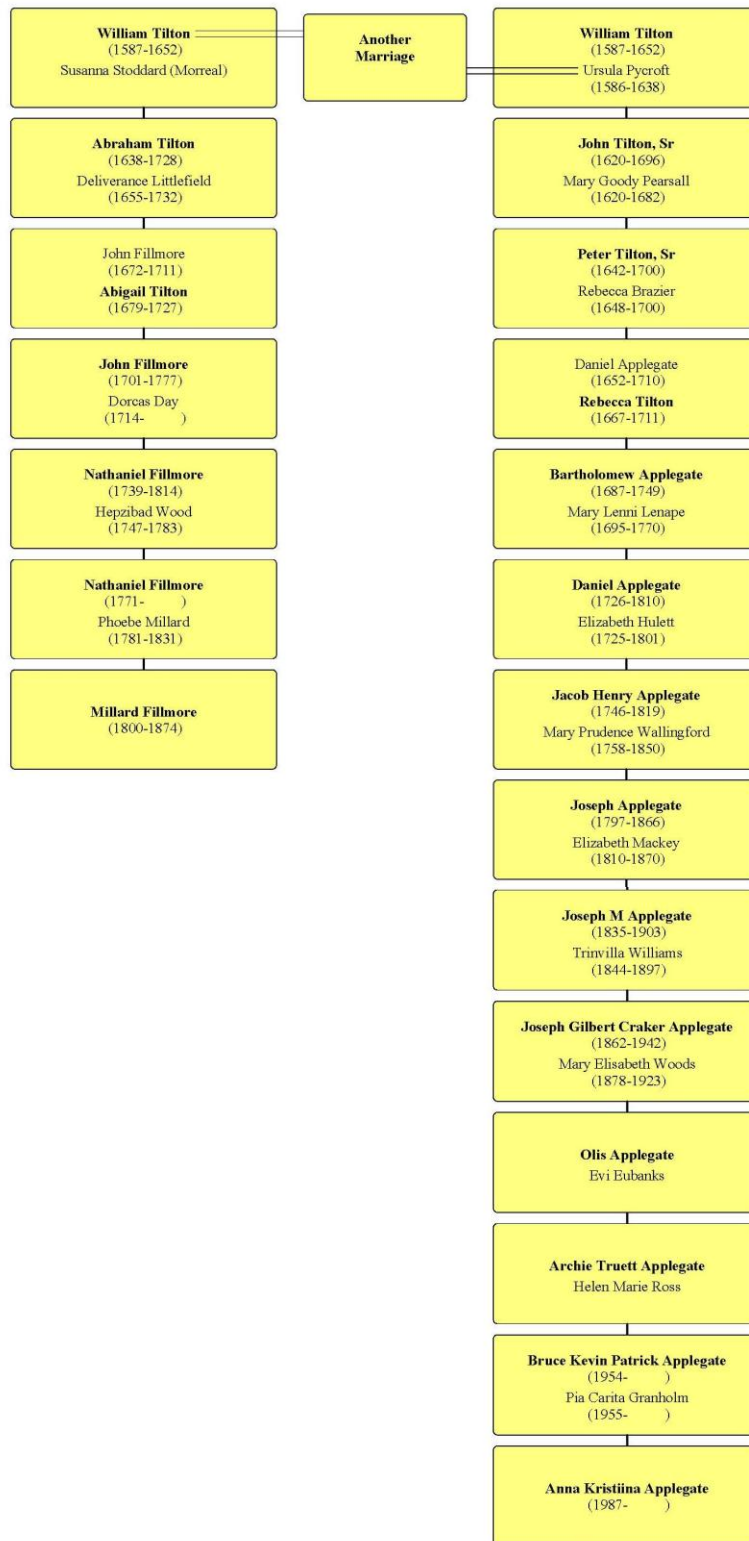 William Tilton
(1587-1652)
Susanna Stoddard (Morreal)
Another
Marriage
William Tilton
(1587-1652)
Ursula Pycroft
(1586-1638)
Abraham Tilton
(1638-1728)
Deliverance Littlefield
(1655-1732)
John Fillmore
(1672-1711)
Abigail Tilton
(1679-1727)
John Fillmore
(1701-1777)
Dorcas Day
(1714- )
Nathaniel Fillmore
(1739-1814)
Hepzibad Wood
(1747-1783)
Nathaniel Fillmore
(1771- )
Phoebe Millard
(1781-1831)
Millard Fillmore
(1800-1874)
John Tilton, Sr
(1620-1696)
Mary Goody Pearsall
(1620-1682)
Peter Tilton, Sr
(1642-1700)
Rebecca Brazier
(1648-1700)
Daniel Applegate
(1652-1710)
Rebecca Tilton
(1667-1711)
Bartholomew Applegate
(1687-1749)
Mary Lenni Lenape
(1695-1770)
Daniel Applegate
(1726-1810)
Elizabeth Hulett
(1725-1801)
Jacob Henry Applegate
(1746-1819)
Mary Prudence Wallingford
(1758-1850)
Joseph Applegate
(1797-1866)
Elizabeth Mackey
(1810-1870)
Joseph M Applegate
(1835-1903)
Trinvilla Williams
(1844-1897)
Joseph Gilbert Craker Applegate
(1862-1942)
Mary Elisabeth Woods
(1878-1923)
Olis Applegate
Evi Eubanks
Archie Truett Applegate
Helen Marie Ross
Bruce Kevin Patrick Applegate
(1954- )
Pia Carita Granholm
(1955- )
Anna Kristiina Applegate
(1987- )